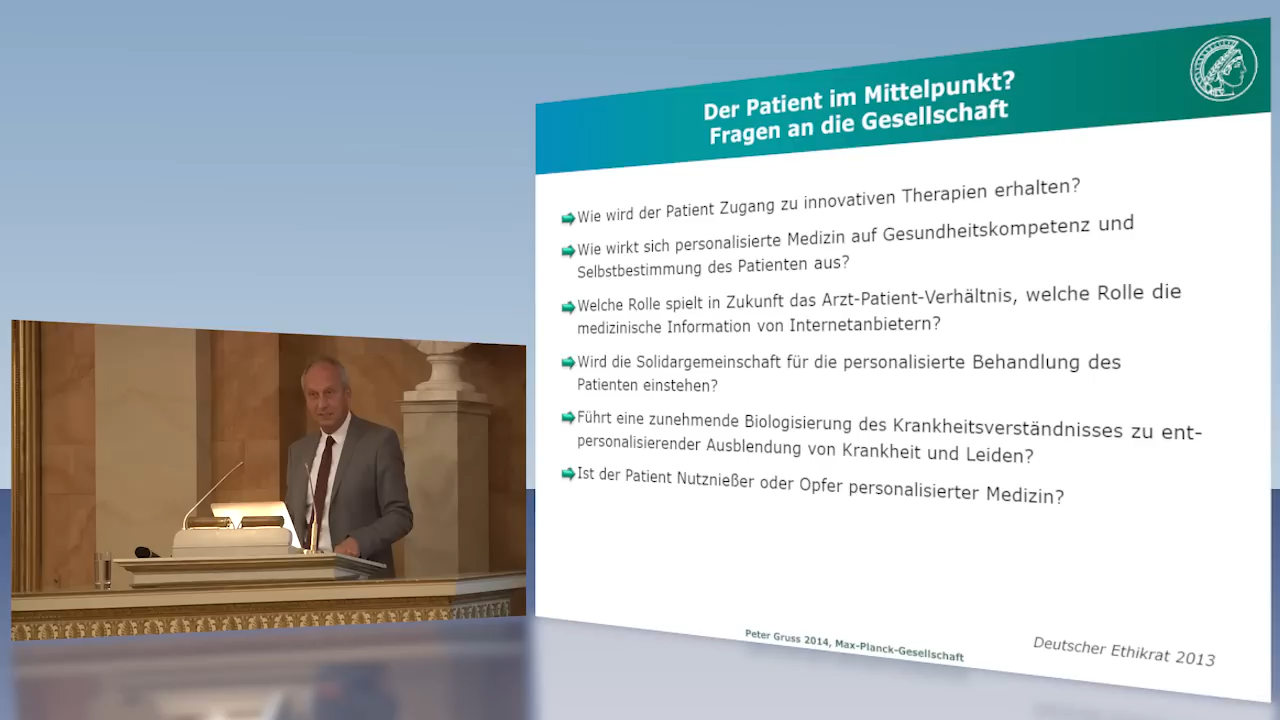 Der Patient im Mittelpunkt?
Fragen an die Gesellschaft
Wie wird der Patient Zugang zu innovativen Therapien erhalten?
Wie wirkt sich personalisierte Medizin auf Gesundheitskompetenz und
Selbstbestimmung des Patienten aus?
Welche Rolle spielt in Zukunft das Arzt-Patient-Verhältnis, welche Rolle die
medizinische Information von Internetanbietern?
Wird die Solidargemeinschaft für die personalisierte Behandlung des
Patienten einstehen?
Führt eine zunehmende Biologisierung des Krankheitsverständnisses zu ent-
personalisierender Ausblendung von Krankheit und Leiden?
Ist der Patient Nutznießer oder Opfer personalisierter Medizin?
Peter Gruss 2014, Max-Planck-Gesellschaft
Deutscher Ethikrat 2013